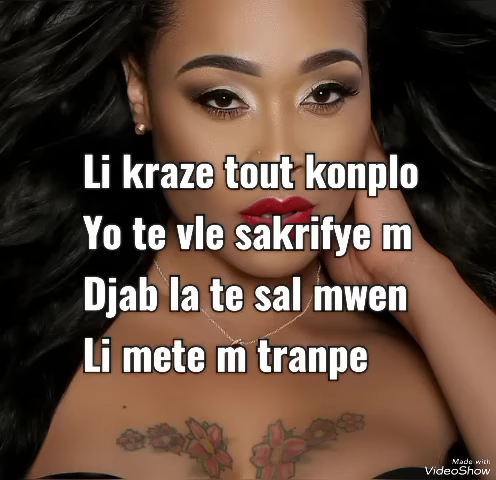 Li kraze tout konplo
Yo te vle sakrifye m
Djab la te sal mwen
Li mete m tranpe
Made with
VideoShow